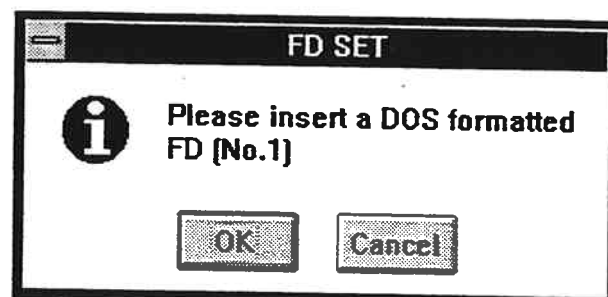 FD SET
Please insert a DOS formatted
FD [No.1]
OK
Cancel